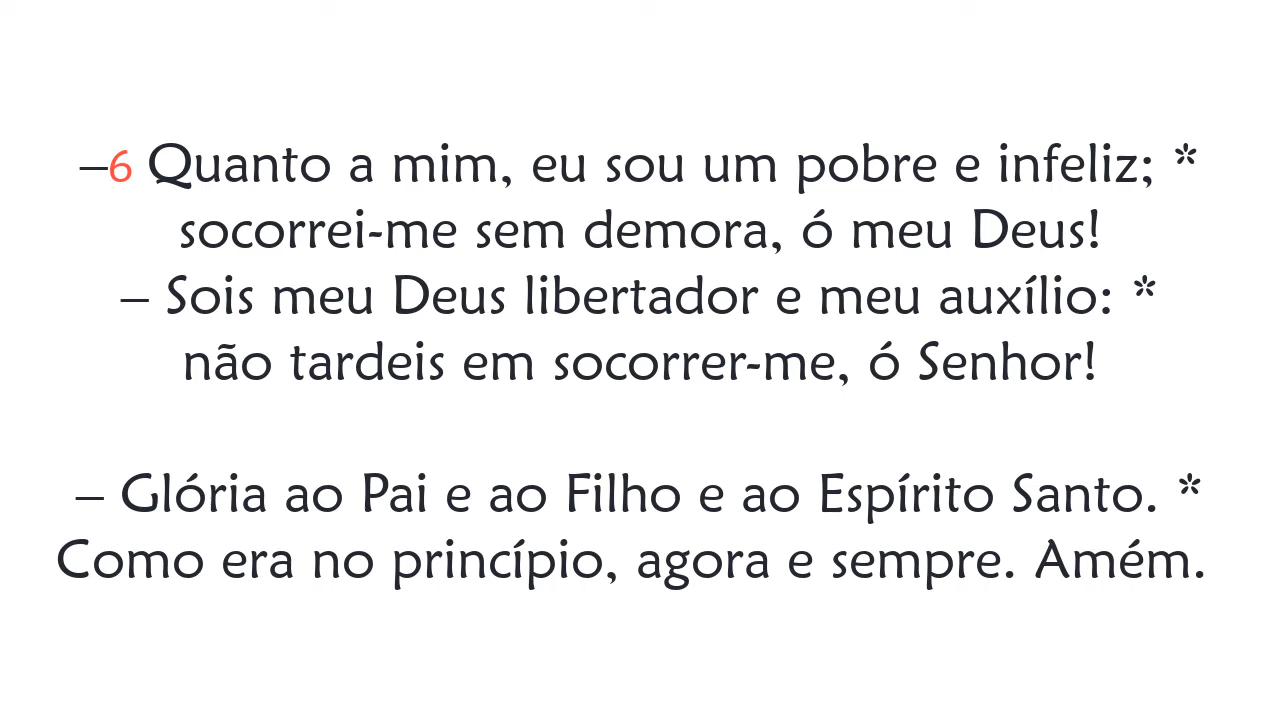 –6 Quanto a mim, eu sou um pobre e infeliz; *
socorrei-me sem demora, ó meu Deus!
– Sois meu Deus libertador e meu auxílio: *
não tardeis em socorrer-me, ó Senhor!
– Glória ao Pai e ao Filho e ao Espírito Santo. *
Como era no princípio, agora e sempre. Amém.